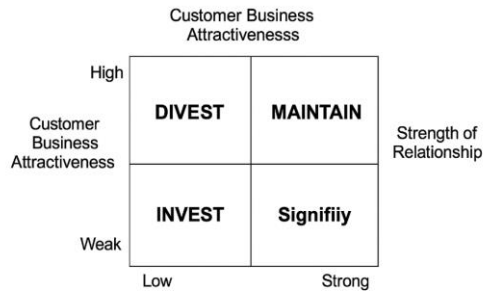 Customer Business
Attractivenesss
High
DIVEST
MAINTAIN
Customer
Business
Attractiveness
Strength of
Relationship
INVEST
Signifiiy
Weak
Low
Strong